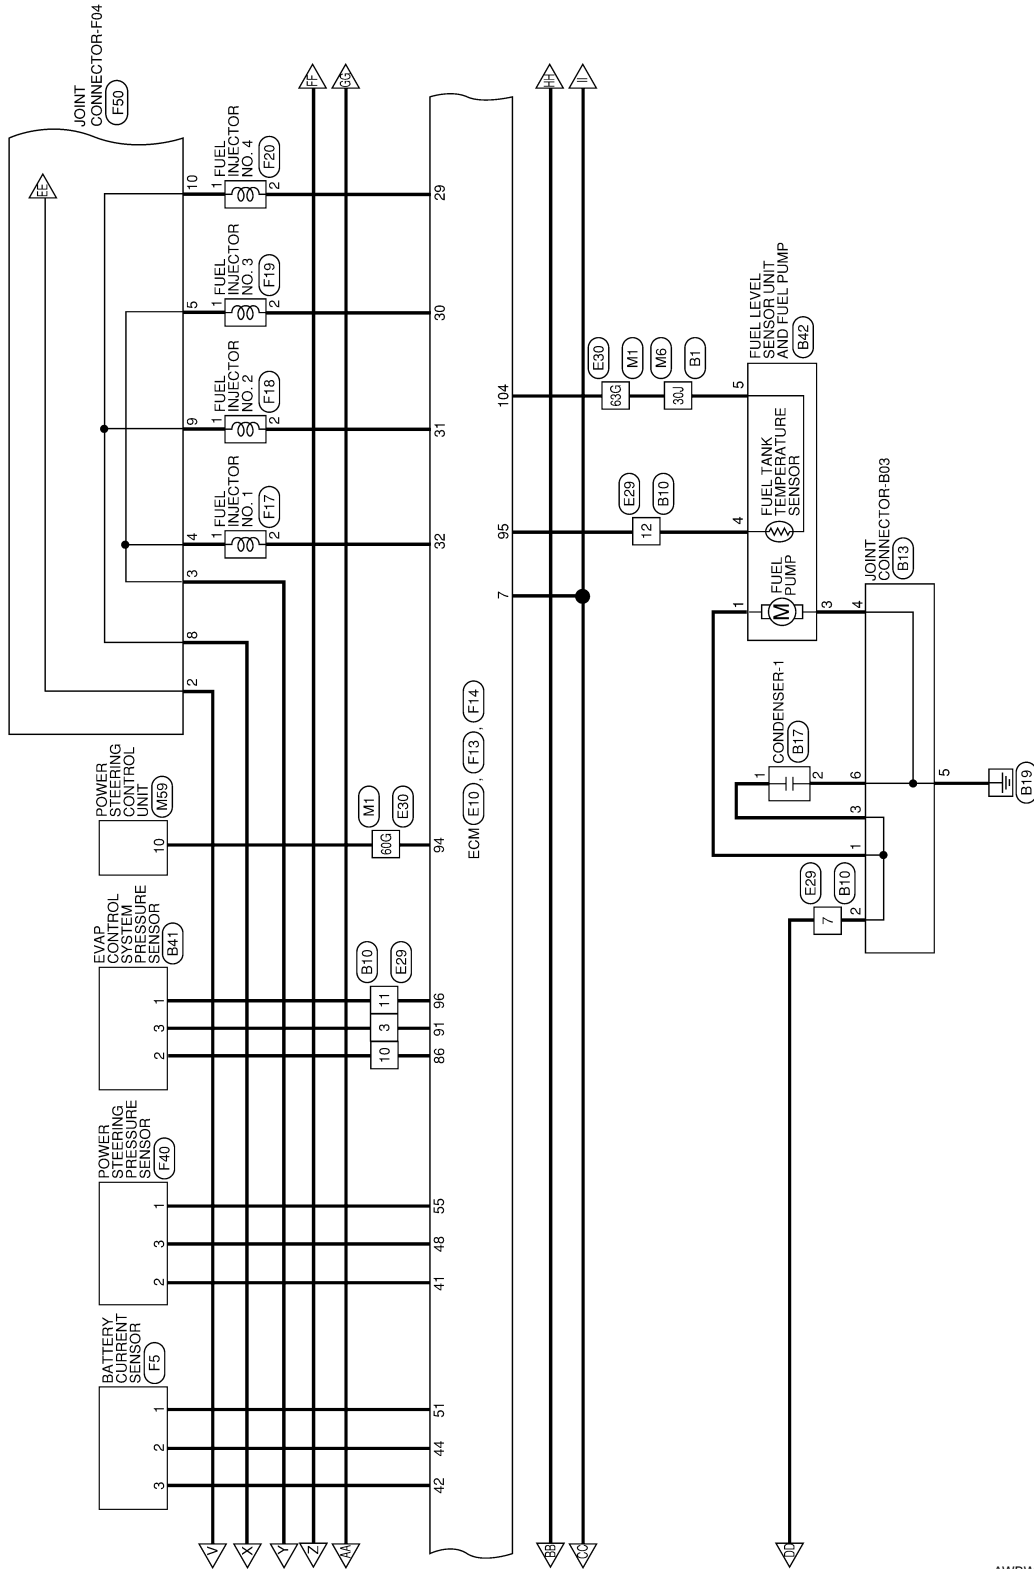 JOINT
CONNECTOR-F04
F50
EE
10
1
FUEL
INJECTOR
NO. 4
F20
2
29
5
1
FUEL
INJECTOR
NO. 3
F19
2
30
9
1
FUEL
INJECTOR
NO. 2
F18
2
31
4
1
FUEL
INJECTOR
NO. 1
F17
2
32
3
8
2
FF
GG
HH
II
POWER
STEERING
CONTROL
UNIT
M59
10
M1
60G
E30
94
EVAP
CONTROL
SYSTEM
PRESSURE
SENSOR
B41
1
3
2
B10
E29
11
3
10
96
91
86
POWER
STEERING
PRESSURE
SENSOR
F40
1
3
2
55
48
41
BATTERY
CURRENT
SENSOR
F5
1
2
3
51
44
42
V
X
Y
Z
AA
BB
CC
DD
ECM E10 , F13 , F14
104
95
7
E30
63G
M1
M6
30J
B1
E29
12
B10
FUEL LEVEL
SENSOR UNIT
AND FUEL PUMP
B42
5
4
1
3
FUEL TANK
TEMPERATURE
SENSOR
M
FUEL
PUMP
JOINT
CONNECTOR-B03
B13
4
6
3
1
2
5
CONDENSER-1
B17
1
2
E29
7
B10
B19